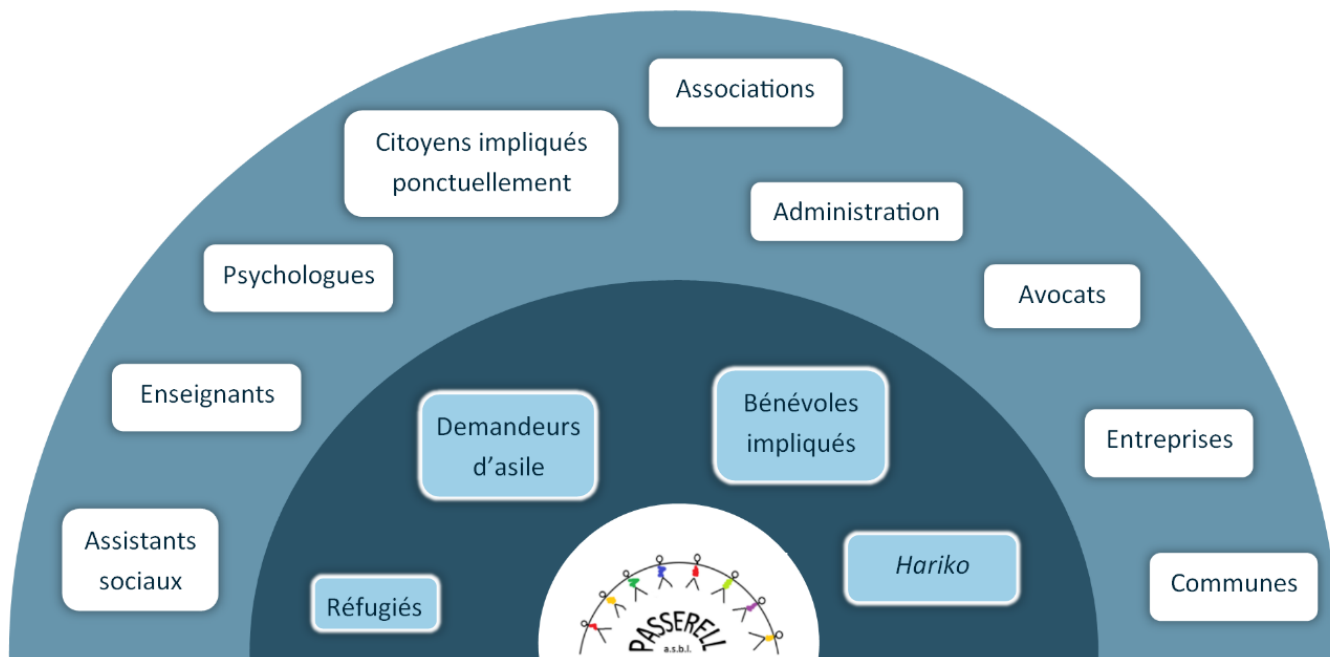 Associations
Citoyens impliqués
ponctuellement
Administration
Psychologues
Avocats
Enseignants
Bénévoles
impliqués
Demandeurs
d'asile
Entreprises
Assistants
sociaux
Hariko
Communes
Réfugiés
PASSERELL
a.s.b.l.